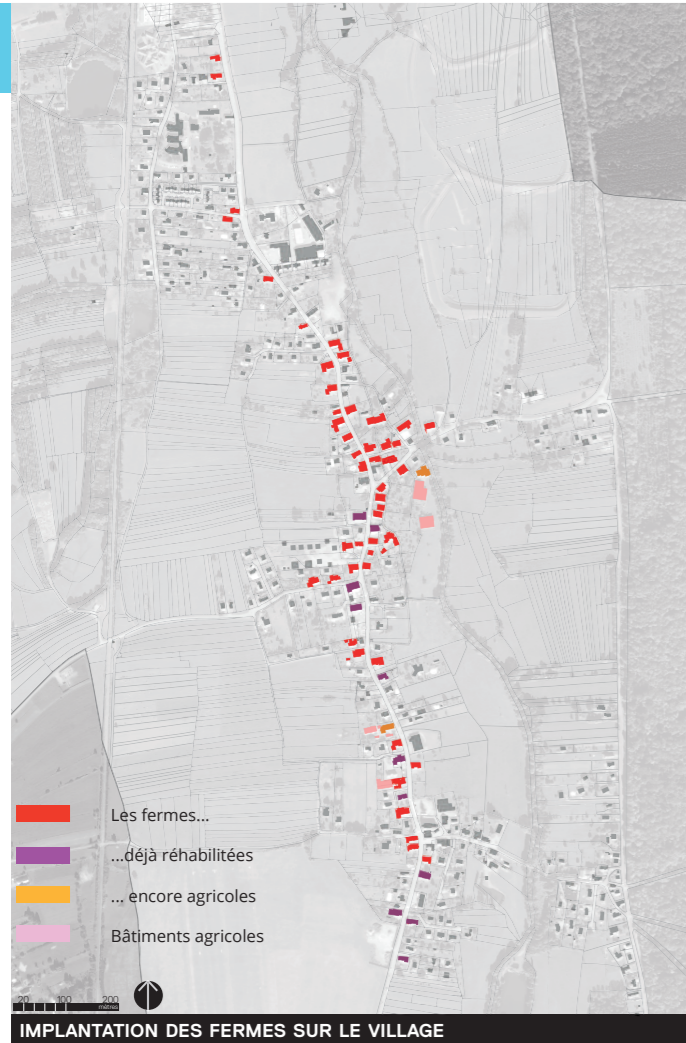 Les fermes...
...déjà réhabilitées
... encore agricoles
Bâtiments agricoles
20 100 200
mètres
IMPLANTATION DES FERMES SUR LE VILLAGE